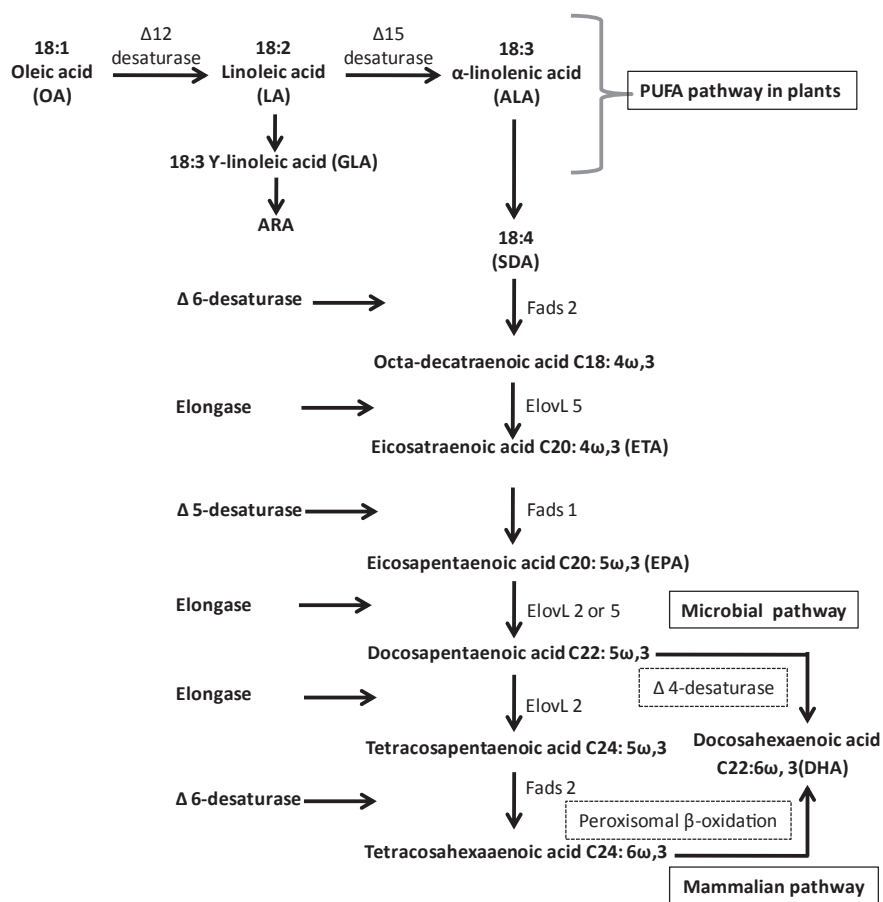 18:1
Oleic acid
(OA)
Δ12
desaturase
18:2
Linoleic acid
(LA)
Δ15
desaturase
18:3
α-linolenic acid
(ALA)
PUFA pathway in plants
18:3 Y-linoleic acid (GLA)
ARA
18:4
(SDA)
Δ 6-desaturase
Fads 2
Octa-decatraenoic acid C18: 4ω,3
Elongase
ElovL 5
Eicosatraenoic acid C20: 4ω,3 (ETA)
Δ 5-desaturase
Fads 1
Eicosapentaenoic acid C20: 5ω,3 (EPA)
Elongase
ElovL 2 or 5
Microbial pathway
Docosapentaenoic acid C22: 5ω,3
Δ 4-desaturase
Elongase
ElovL 2
Tetracosapentaenoic acid C24: 5ω,3
Docosahexaenoic acid
C22:6ω, 3(DHA)
Δ 6-desaturase
Fads 2
Peroxisomal β-oxidation
Tetracosahexaaenoic acid C24: 6ω,3
Mammalian pathway